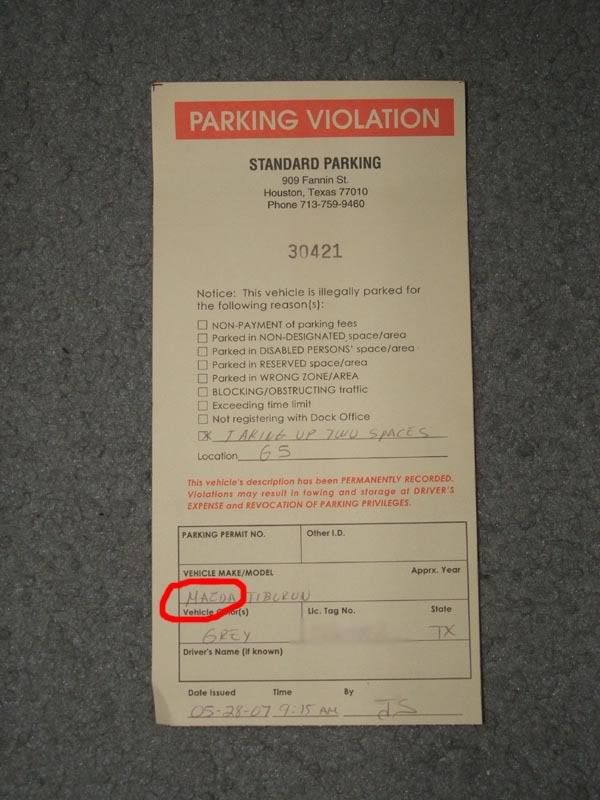 PARKING VIOLATION
STANDARD PARKING
909 Fannin St.
Houston, Texas 77010
Phone 713-759-9460
30421
Notice: This vehicle is illegally parked for
the following reason(s):
NON-PAYMENT of parking fees
Parked in NON-DESIGNATED space/area
Parked in DISABLED PERSONS' space/area
Parked in RESERVED space/area
Parked in WRONG ZONE/AREA
BLOCKING/OBSTRUCTING traffic
Exceeding time limit
Not registering with Dock Office
TAKING UP TWO SPACES
Location G5
This vehicle's description has been PERMANENTLY RECORDED.
Violations may result in towing and storage at DRIVER'S
EXPENSE and REVOCATION OF PARKING PRIVILEGES.
PARKING PERMIT NO. Other I.D.
VEHICLE MAKE/MODEL Apprx. Year
MAZDA TIBURON
Vehicle Color(s) Lic. Tag No. State
GREY TX
Driver's Name (if known)
Date Issued Time By
05-28-07 9:15 AM JS